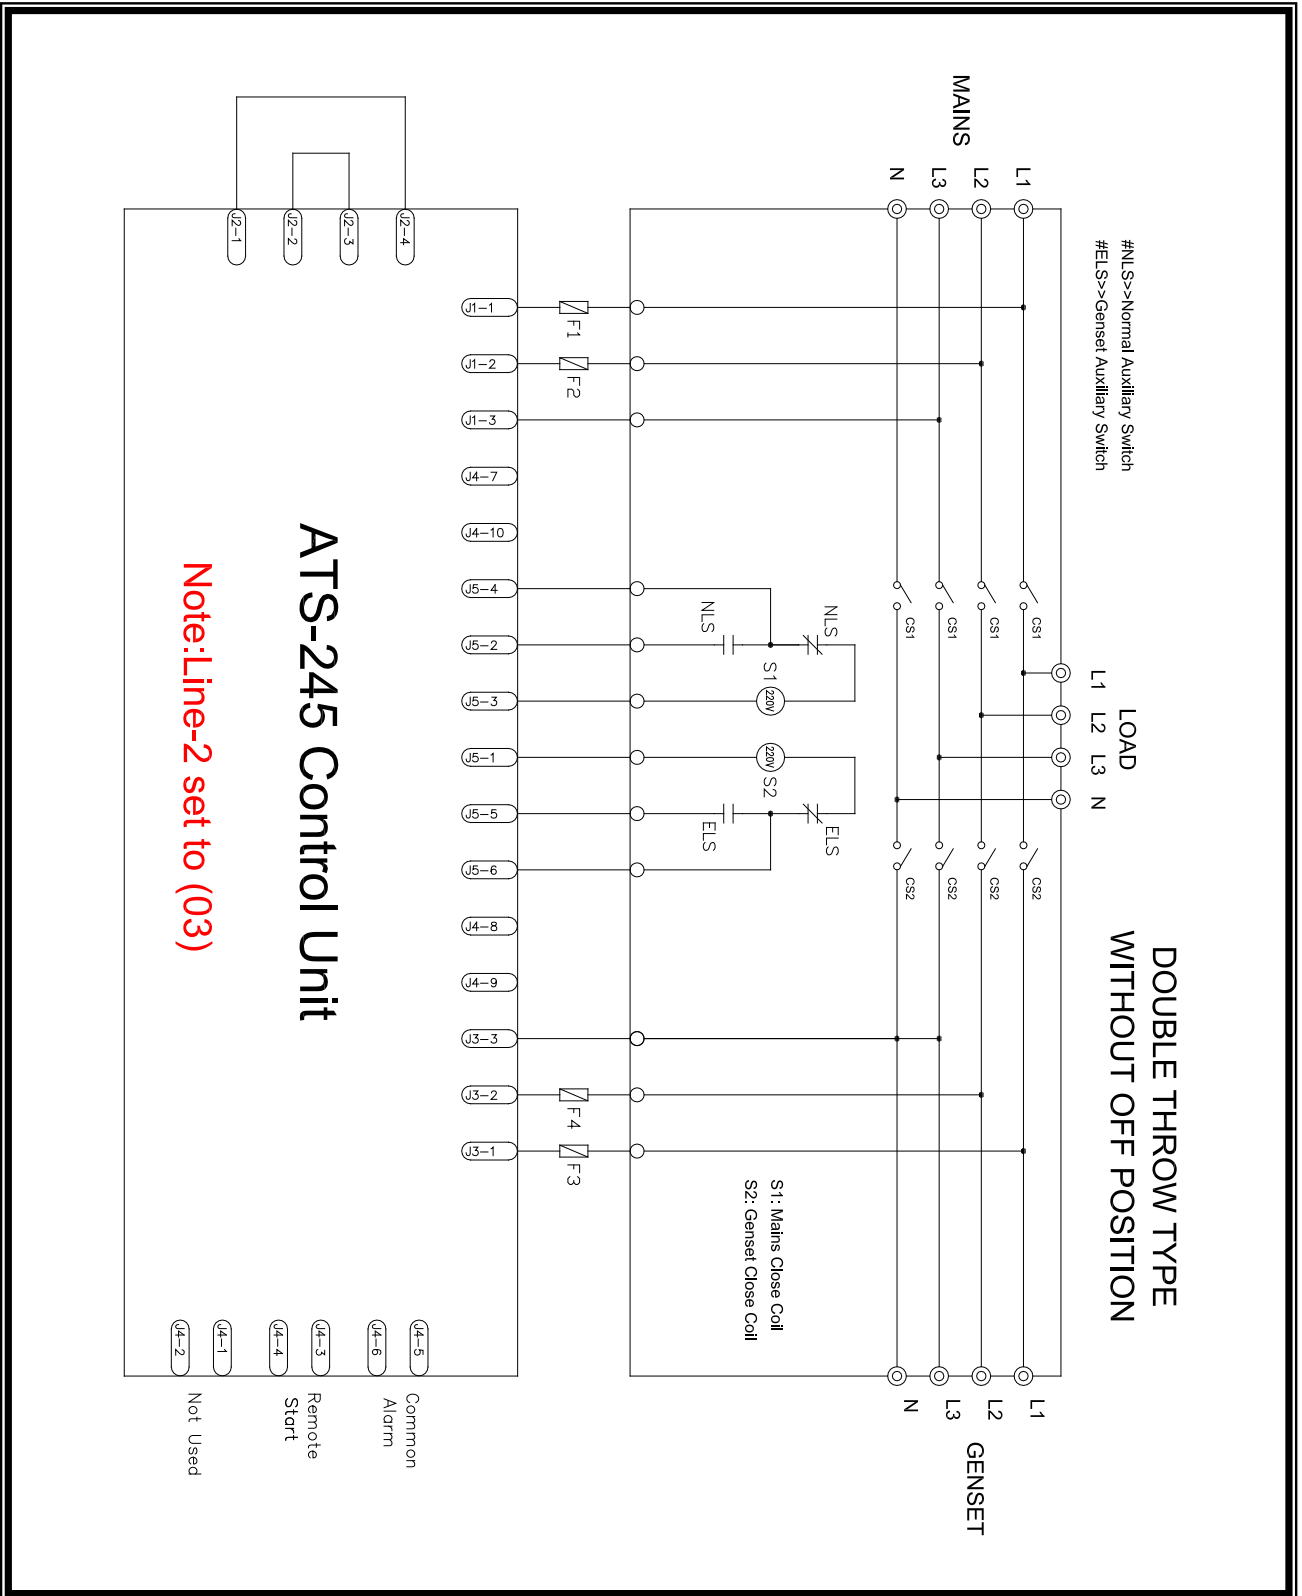 DOUBLE THROW TYPE
WITHOUT OFF POSITION
#NLS>>Normal Auxiliary Switch
#ELS>>Genset Auxiliary Switch
LOAD
L1
L2
L3
N
MAINS
L1
L2
L3
N
CS1
CS1
CS1
CS1
CS2
CS2
CS2
CS2
L1
L2
L3
N
GENSET
NLS
NLS
S1
220V
220V
S2
ELS
ELS
S1: Mains Close Coil
S2: Genset Close Coil
F1
F2
F4
F3
J1-1
J1-2
J1-3
J4-7
J4-10
J5-4
J5-2
J5-3
J5-1
J5-5
J5-6
J4-8
J4-9
J3-3
J3-2
J3-1
J2-4
J2-3
J2-2
J2-1
ATS-245 Control Unit
Note:Line-2 set to (03)
J4-5
J4-6
J4-3
J4-4
J4-1
J4-2
Common
Alarm
Remote
Start
Not Used